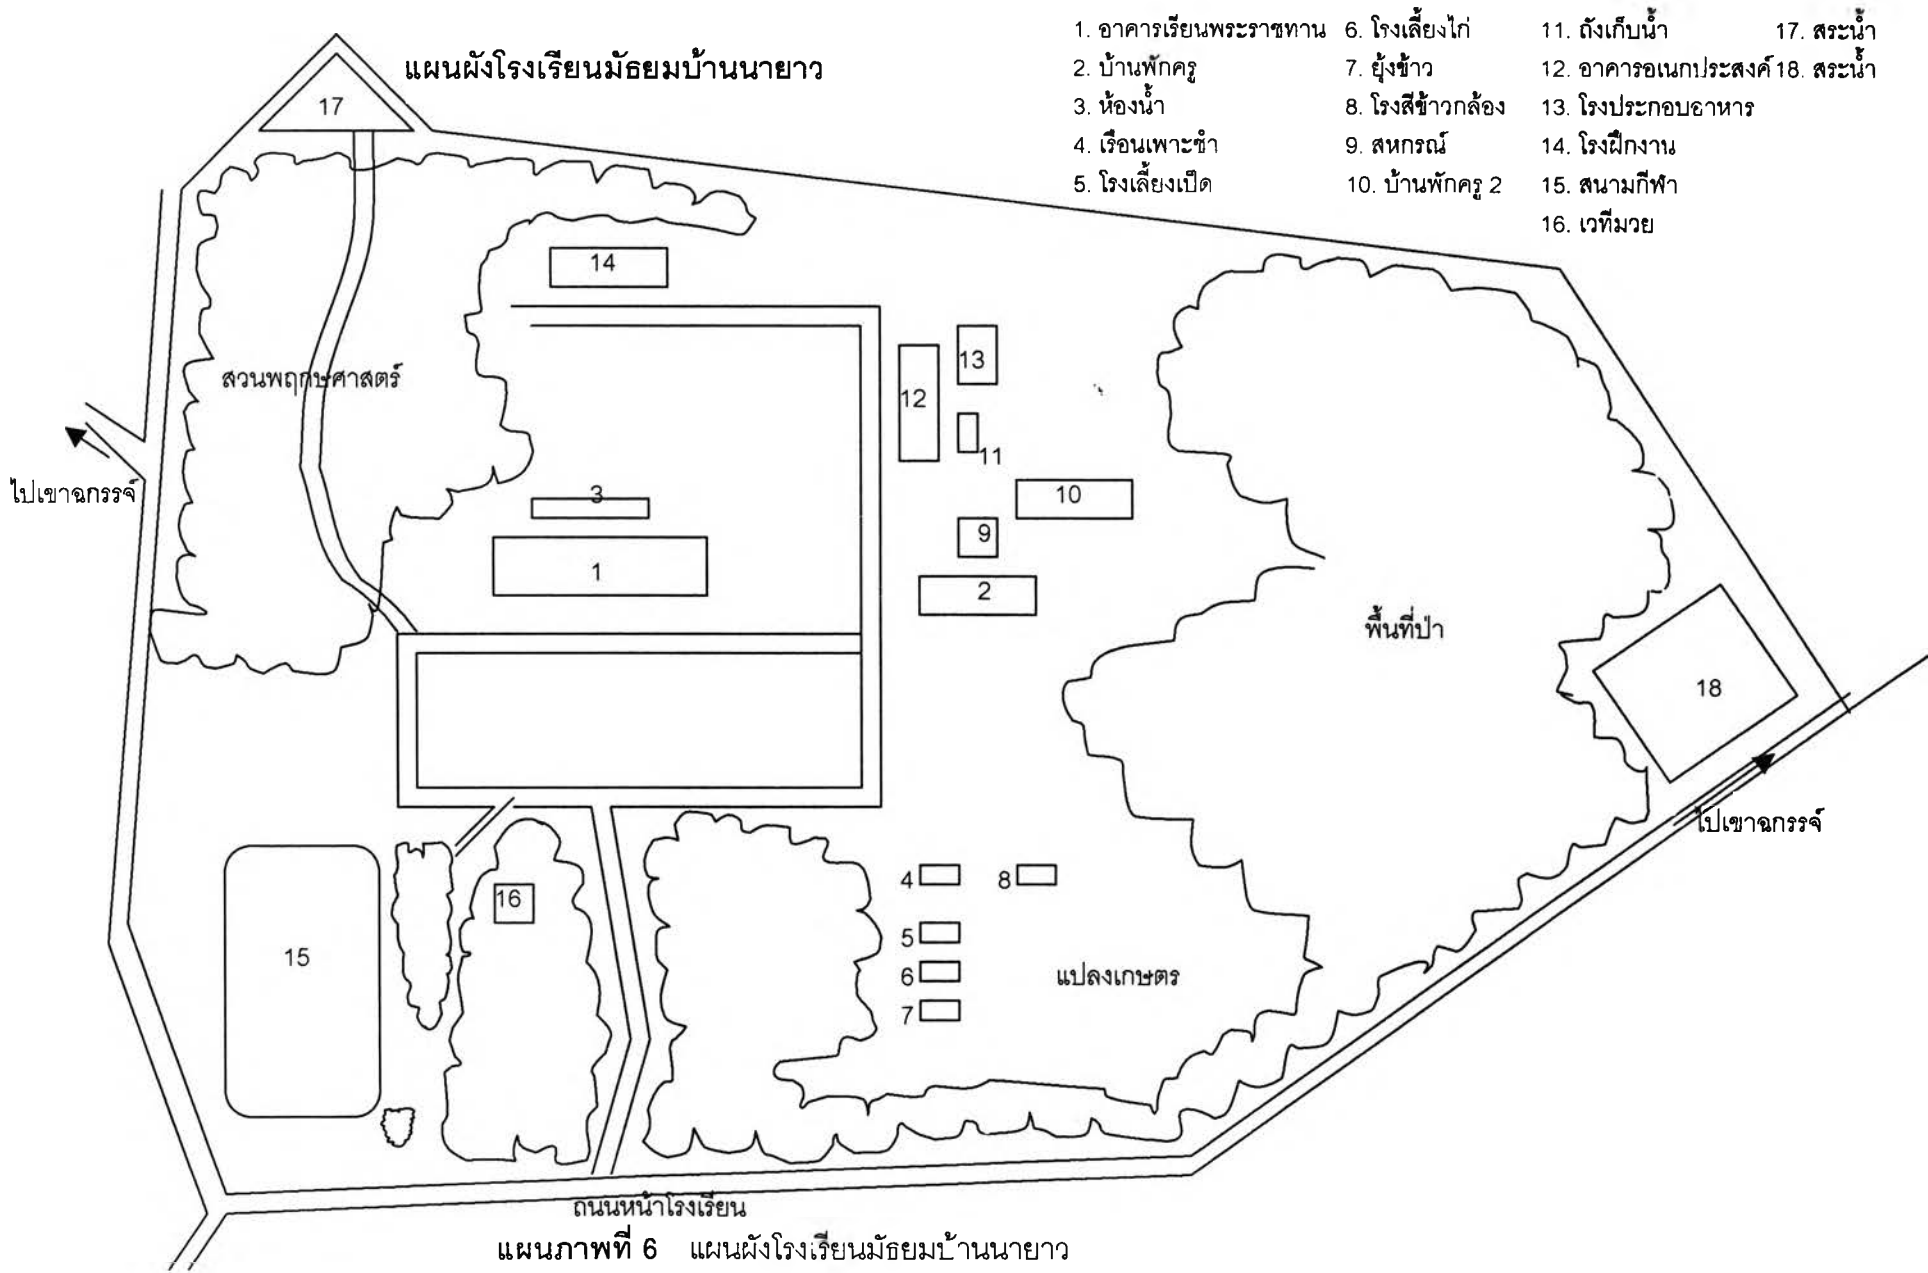 แผนผังโรงเรียนมัธยมบ้านนายาว
1. อาคารเรียนพระราชทาน
2. บ้านพักครู
3. ห้องน้ำ
4. เรือนเพาะชำ
5. โรงเลี้ยงเป็ด
6. โรงเลี้ยงไก่
7. ยุ้งข้าว
8. โรงสีข้าวกล้อง
9. สหกรณ์
10. บ้านพักครู 2
11. ถังเก็บน้ำ
12. อาคารอเนกประสงค์
13. โรงประกอบอาหาร
14. โรงฝึกงาน
15. สนามกีฬา
16. เวทีมวย
17. สระน้ำ
18. สระน้ำ
17
14
13
12
11
สวนพฤกษศาสตร์
ไปเขาฉกรรจ์
3
10
9
1
2
พื้นที่ป่า
18
ไปเขาฉกรรจ์
4
8
16
5
15
6
แปลงเกษตร
7
ถนนหน้าโรงเรียน
แผนภาพที่ 6 แผนผังโรงเรียนมัธยมบ้านนายาว